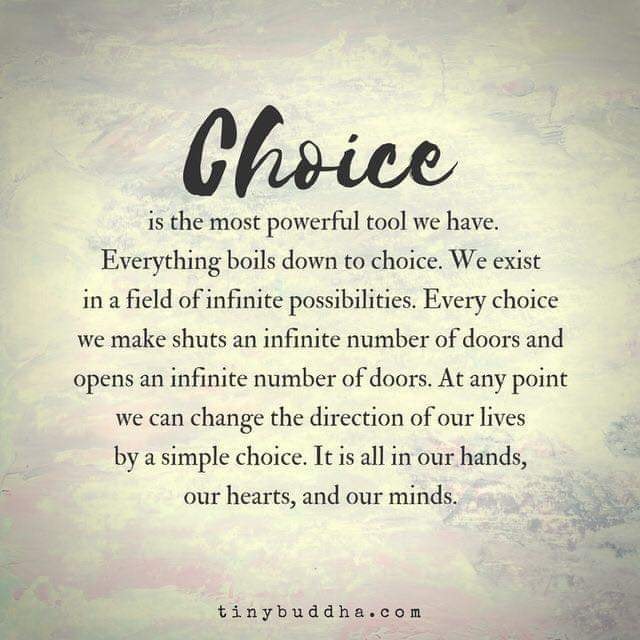 Choice
is the most powerful tool we have.
Everything boils down to choice. We exist
in a field of infinite possibilities. Every choice
we make shuts an infinite number of doors and
opens an infinite number of doors. At any point
we can change the direction of our lives
by a simple choice. It is all in our hands,
our hearts, and our minds.
tinybuddha.com